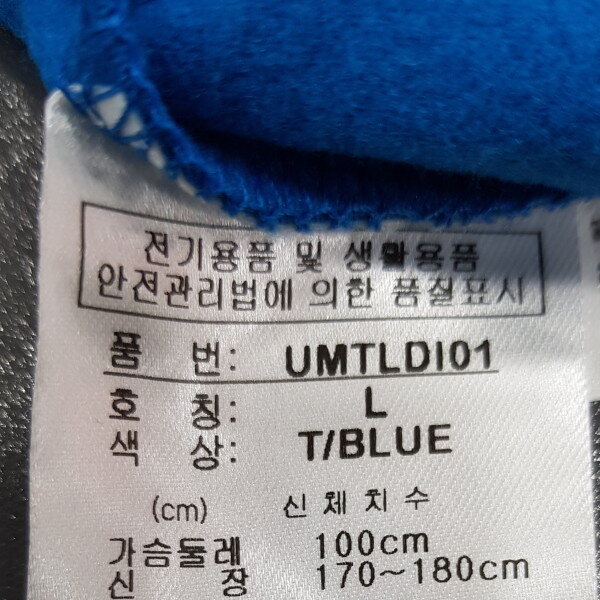 전기용품 및 생활용품
안전관리법에 의한 품질표시
품 번: UMTLDI01
호 칭: L
색 상: T/BLUE
(cm) 신체치수
가슴둘레 100cm
신 장 170~180cm